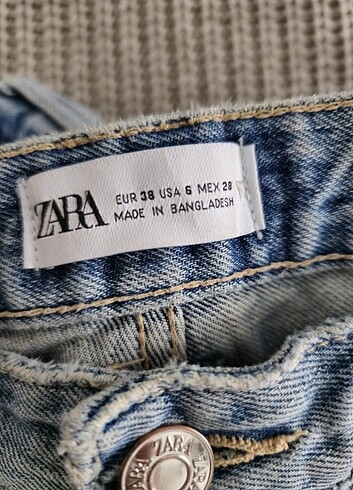 ZARA
EUR 38 USA 6 MEX 28
MADE IN BANGLADESH
ZARA